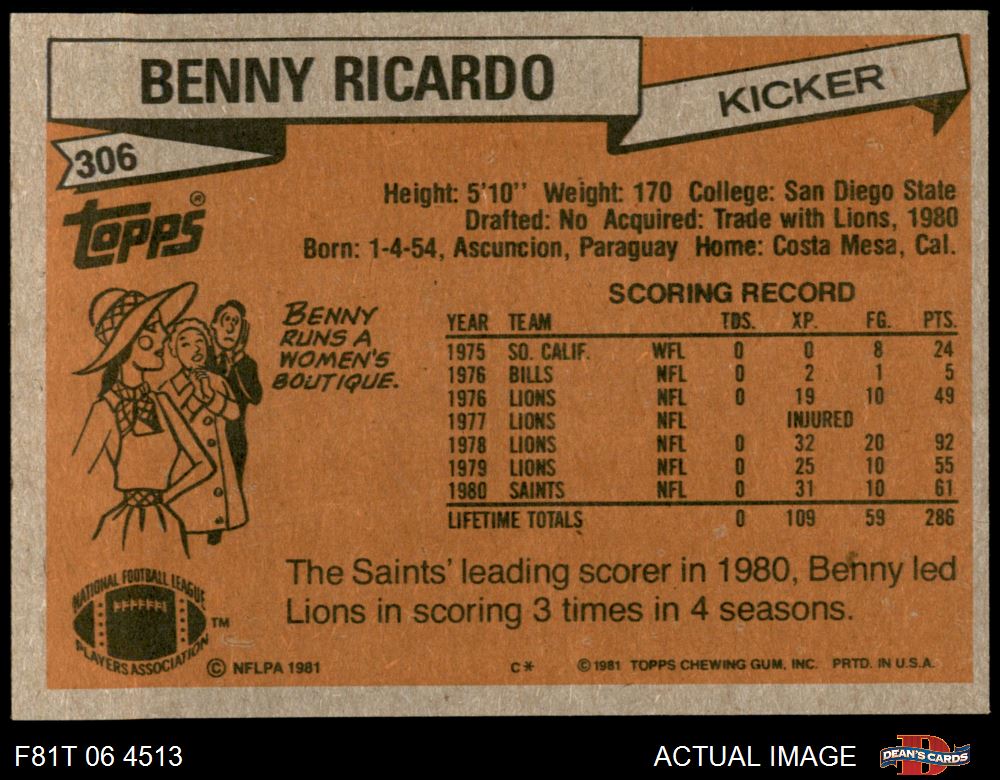 BENNY RICARDO
KICKER
306
Topps®
Height: 5'10" Weight: 170 College: San Diego State
Drafted: No Acquired: Trade with Lions, 1980
Born: 1-4-54, Ascuncion, Paraguay Home: Costa Mesa, Cal.
BENNY
RUNS A
WOMEN'S
BOUTIQUE.
SCORING RECORD
YEAR TEAM TDS. XP. FG. PTS.
1975 SO. CALIF. WFL 0 0 8 24
1976 BILLS NFL 0 2 1 5
1976 LIONS NFL 0 19 10 49
1977 LIONS NFL INJURED
1978 LIONS NFL 0 32 20 92
1979 LIONS NFL 0 25 10 55
1980 SAINTS NFL 0 31 10 61
LIFETIME TOTALS 0 109 59 286
The Saints' leading scorer in 1980, Benny led
Lions in scoring 3 times in 4 seasons.
NATIONAL FOOTBALL LEAGUE
PLAYERS ASSOCIATION TM
© NFLPA 1981 C* © 1981 TOPPS CHEWING GUM, INC. PRTD. IN U.S.A.
F81T 06 4513 ACTUAL IMAGE
D
DEAN'S CARDS